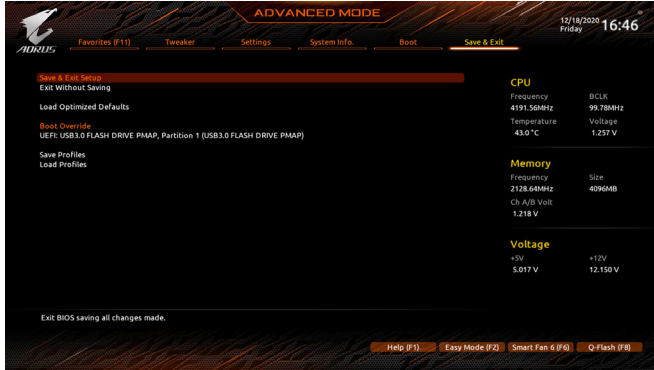 ADVANCED MODE
12/18/2020
Friday
16:46
AORUS
Favorites (F11)
Tweaker
Settings
System Info.
Boot
Save & Exit
Save & Exit Setup
Exit Without Saving
Load Optimized Defaults
Boot Override
UEFI: USB3.0 FLASH DRIVE PMAP, Partition 1 (USB3.0 FLASH DRIVE PMAP)
Save Profiles
Load Profiles
CPU
Frequency BCLK
4191.56MHz 99.78MHz
Temperature Voltage
43.0 °C 1.257 V
Memory
Frequency Size
2128.64MHz 4096MB
Ch A/B Volt
1.218 V
Voltage
+5V +12V
5.017 V 12.150 V
Exit BIOS saving all changes made.
Help (F1) Easy Mode (F2) Smart Fan 6 (F6) Q-Flash (F8)